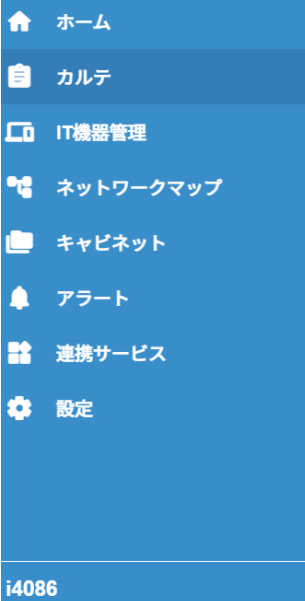 ホーム
カルテ
IT機器管理
ネットワークマップ
キャビネット
アラート
連携サービス
設定
i4086